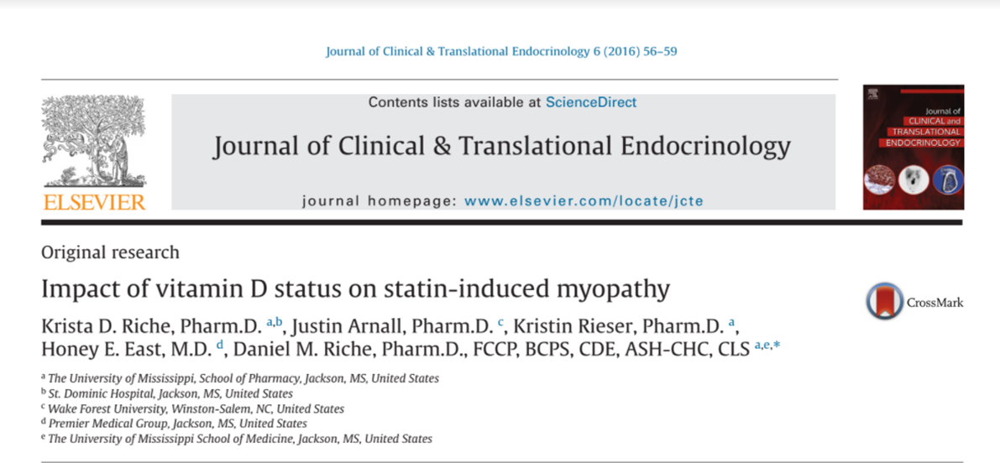 Journal of Clinical & Translational Endocrinology 6 (2016) 56–59
Contents lists available at ScienceDirect
Journal of Clinical & Translational Endocrinology
journal homepage: www.elsevier.com/locate/jcte
ELSEVIER
Journal of
CLINICAL and
TRANSLATIONAL
ENDOCRINOLOGY
Original research
Impact of vitamin D status on statin-induced myopathy
CrossMark
Krista D. Riche, Pharm.D. a,b, Justin Arnall, Pharm.D. c, Kristin Rieser, Pharm.D. a,
Honey E. East, M.D. d, Daniel M. Riche, Pharm.D., FCCP, BCPS, CDE, ASH-CHC, CLS a,e,*
a The University of Mississippi, School of Pharmacy, Jackson, MS, United States
b St. Dominic Hospital, Jackson, MS, United States
c Wake Forest University, Winston-Salem, NC, United States
d Premier Medical Group, Jackson, MS, United States
e The University of Mississippi School of Medicine, Jackson, MS, United States